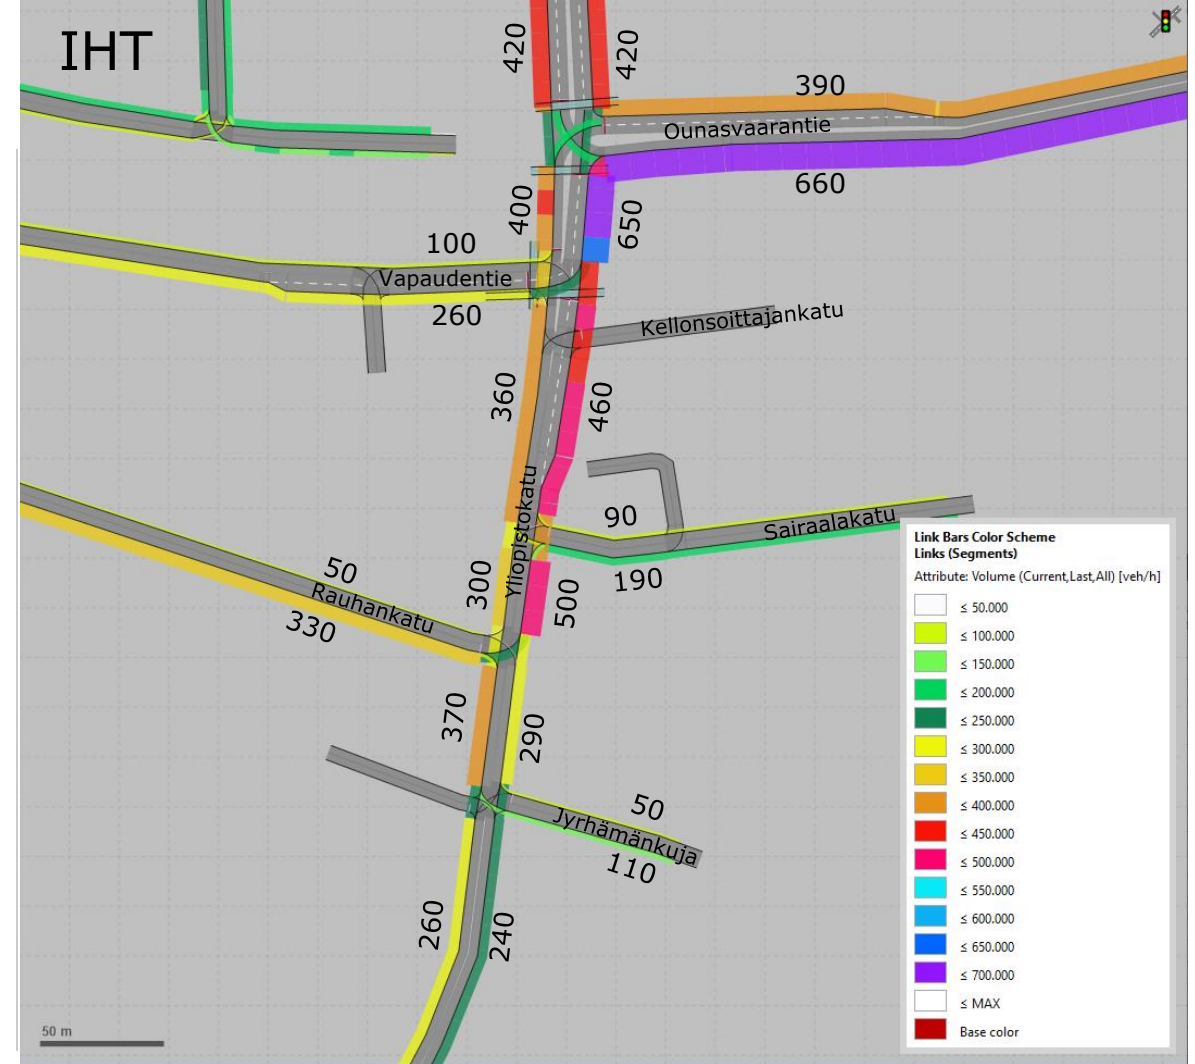 IHT
420
420
390
Ounasvaarantie
660
400
650
100
Vapaudentie
260
Kellonsoittajankatu
360
460
Yliopistokatu
90
Sairaalakatu
190
50
Rauhankatu
330
300
500
370
290
50
Jyrhämänkuja
110
260
240
50 m
Link Bars Color Scheme
Links (Segments)
Attribute: Volume (Current,Last,All) [veh/h]
≤ 50.000
≤ 100.000
≤ 150.000
≤ 200.000
≤ 250.000
≤ 300.000
≤ 350.000
≤ 400.000
≤ 450.000
≤ 500.000
≤ 550.000
≤ 600.000
≤ 650.000
≤ 700.000
≤ MAX
Base color